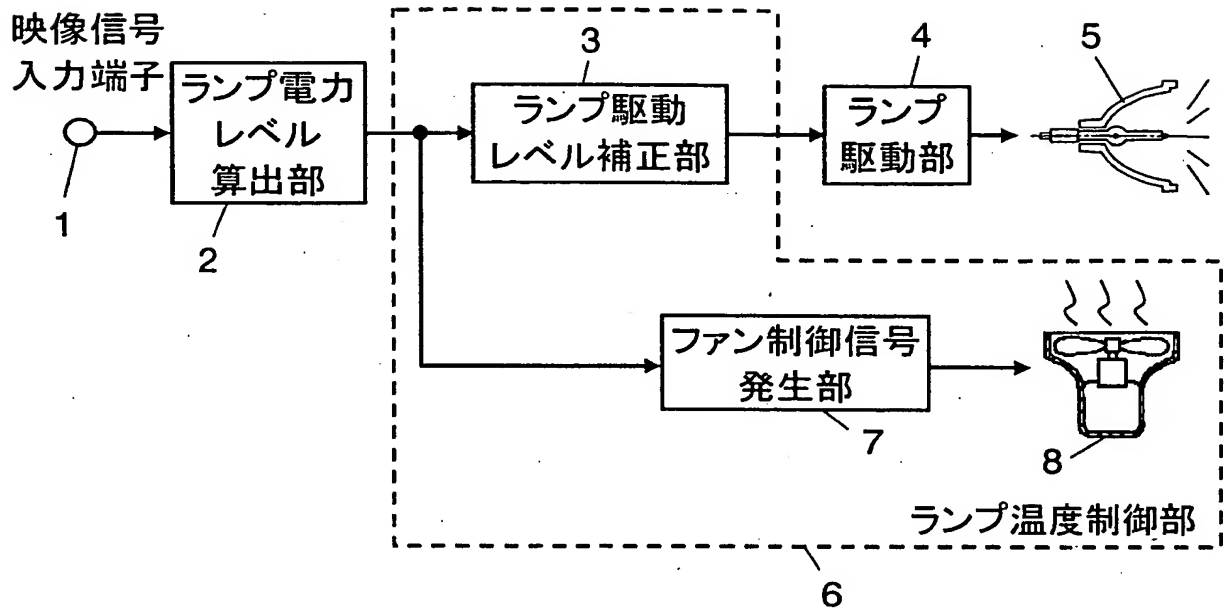 映像信号
入力端子
1
ランプ電力
レベル
算出部
2
3
ランプ駆動
レベル補正部
4
ランプ
駆動部
5
ファン制御信号
発生部
7
8
ランプ温度制御部
6